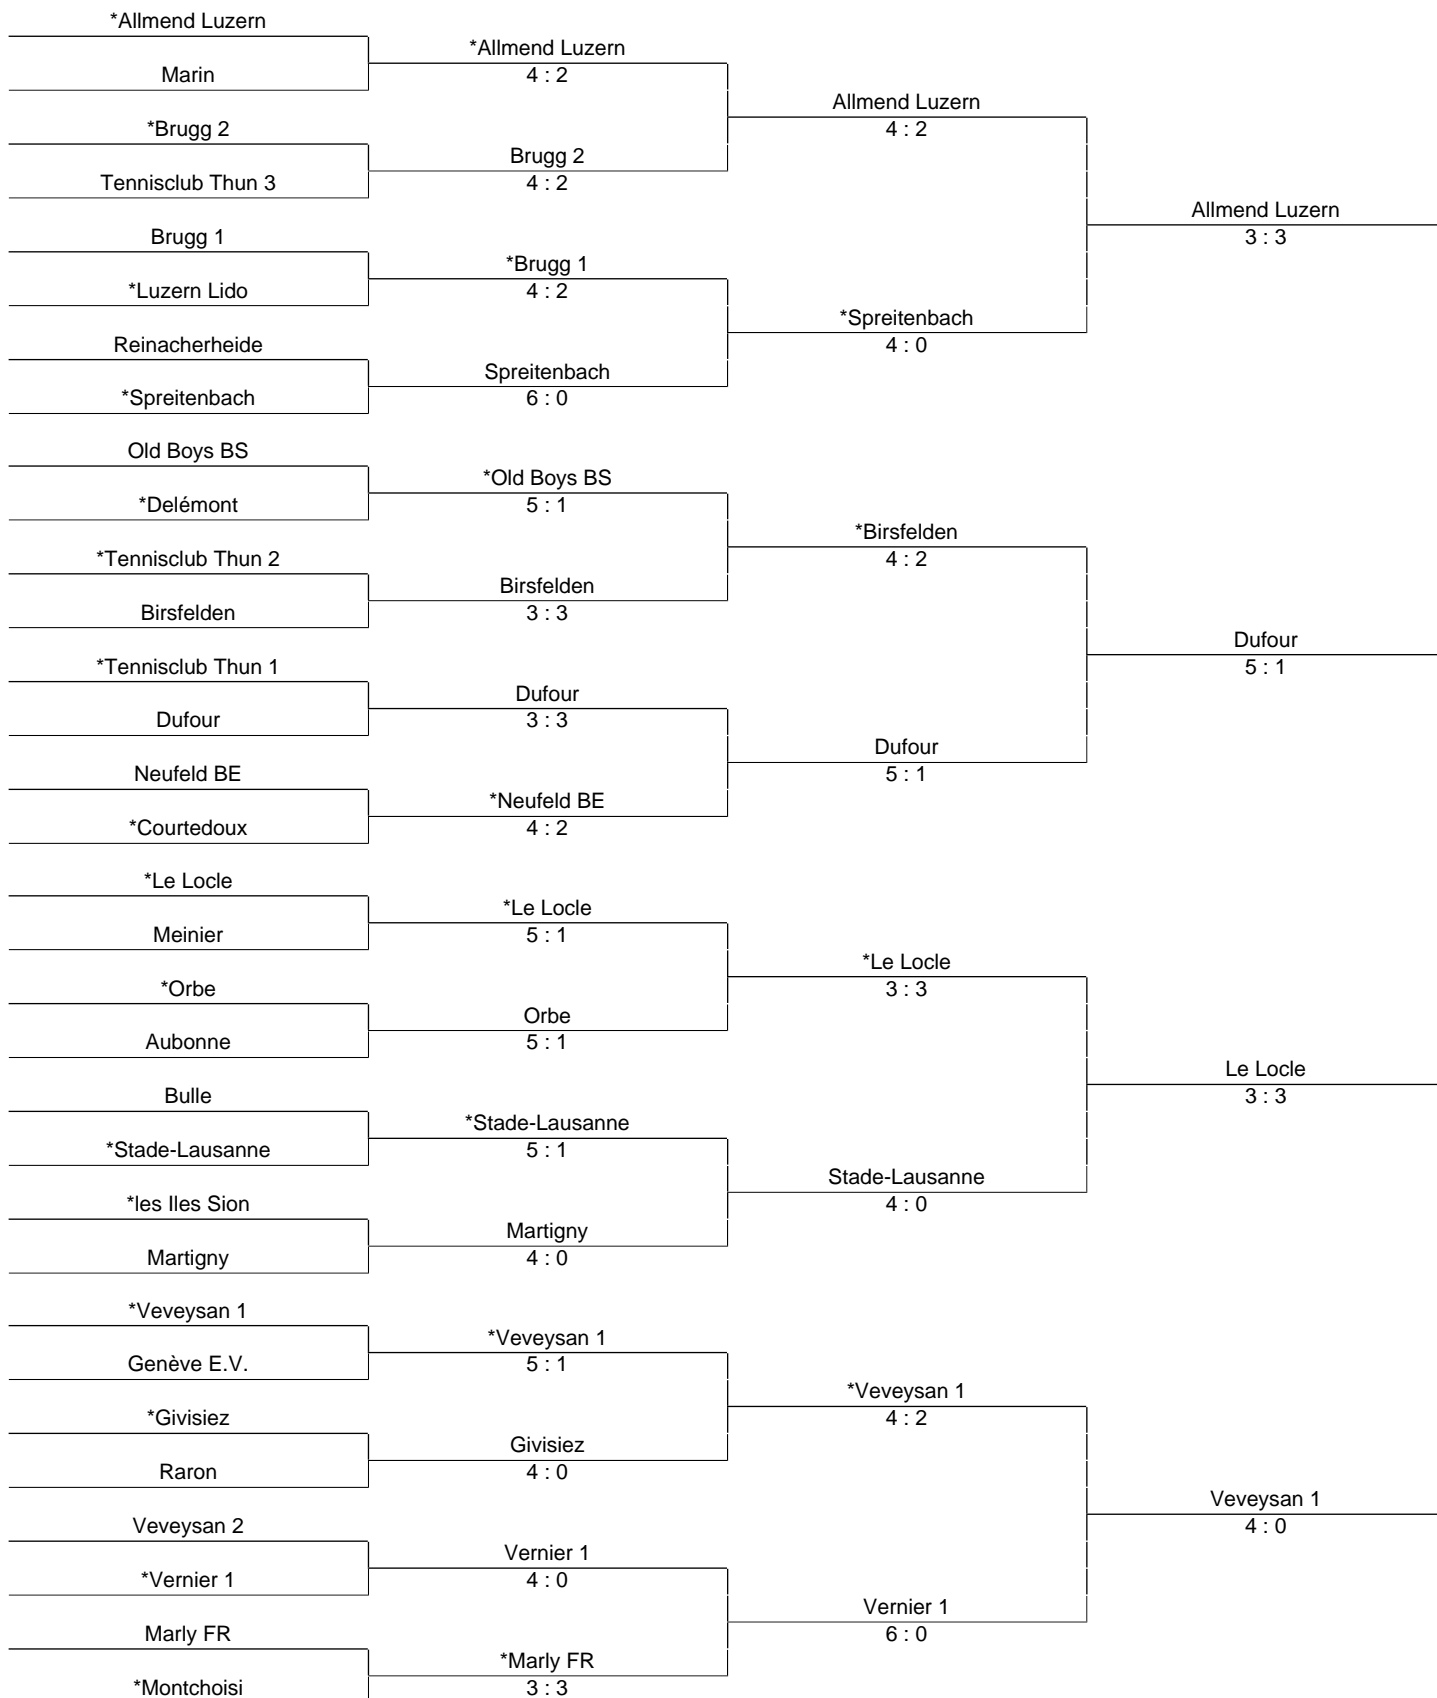 *Allmend Luzern
Marin
*Brugg 2
Tennisclub Thun 3
Brugg 1
*Luzern Lido
Reinacherheide
*Spreitenbach
Old Boys BS
*Delémont
*Tennisclub Thun 2
Birsfelden
*Tennisclub Thun 1
Dufour
Neufeld BE
*Courtedoux
*Le Locle
Meinier
*Orbe
Aubonne
Bulle
*Stade-Lausanne
*les Iles Sion
Martigny
*Veveysan 1
Genève E.V.
*Givisiez
Raron
Veveysan 2
*Vernier 1
Marly FR
*Montchoisi
*Allmend Luzern
4 : 2
Brugg 2
4 : 2
*Brugg 1
4 : 2
Spreitenbach
6 : 0
*Old Boys BS
5 : 1
Birsfelden
3 : 3
Dufour
3 : 3
*Neufeld BE
4 : 2
*Le Locle
5 : 1
Orbe
5 : 1
*Stade-Lausanne
5 : 1
Martigny
4 : 0
*Veveysan 1
5 : 1
Givisiez
4 : 0
Vernier 1
4 : 0
*Marly FR
3 : 3
Allmend Luzern
4 : 2
*Spreitenbach
4 : 0
*Birsfelden
4 : 2
Dufour
5 : 1
*Le Locle
3 : 3
Stade-Lausanne
4 : 0
*Veveysan 1
4 : 2
Vernier 1
6 : 0
Allmend Luzern
3 : 3
Dufour
5 : 1
Le Locle
3 : 3
Veveysan 1
4 : 0